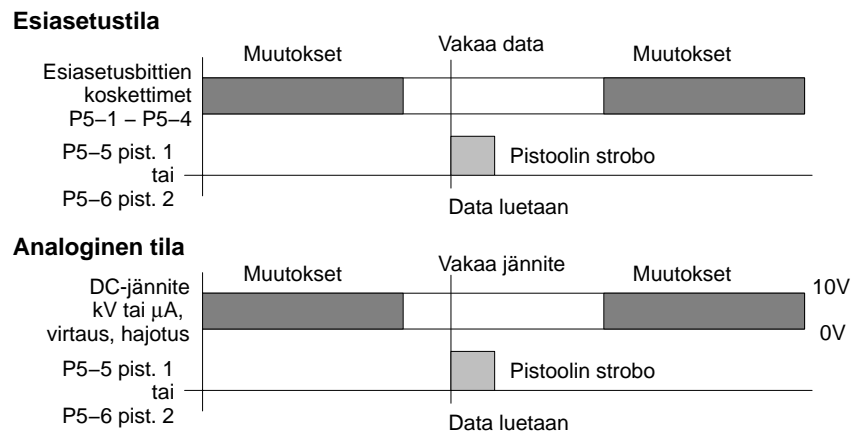 Esiasetustila
Muutokset
Vakaa data
Muutokset
Esiasetusbittien
koskettimet
P5−1 − P5−4
P5−5 pist. 1
tai
P5−6 pist. 2
Pistoolin strobo
Data luetaan
Analoginen tila
Muutokset
Vakaa jännite
Muutokset
DC-jännite
kV tai μA,
virtaus, hajotus
10V
0V
P5−5 pist. 1
tai
P5−6 pist. 2
Pistoolin strobo
Data luetaan